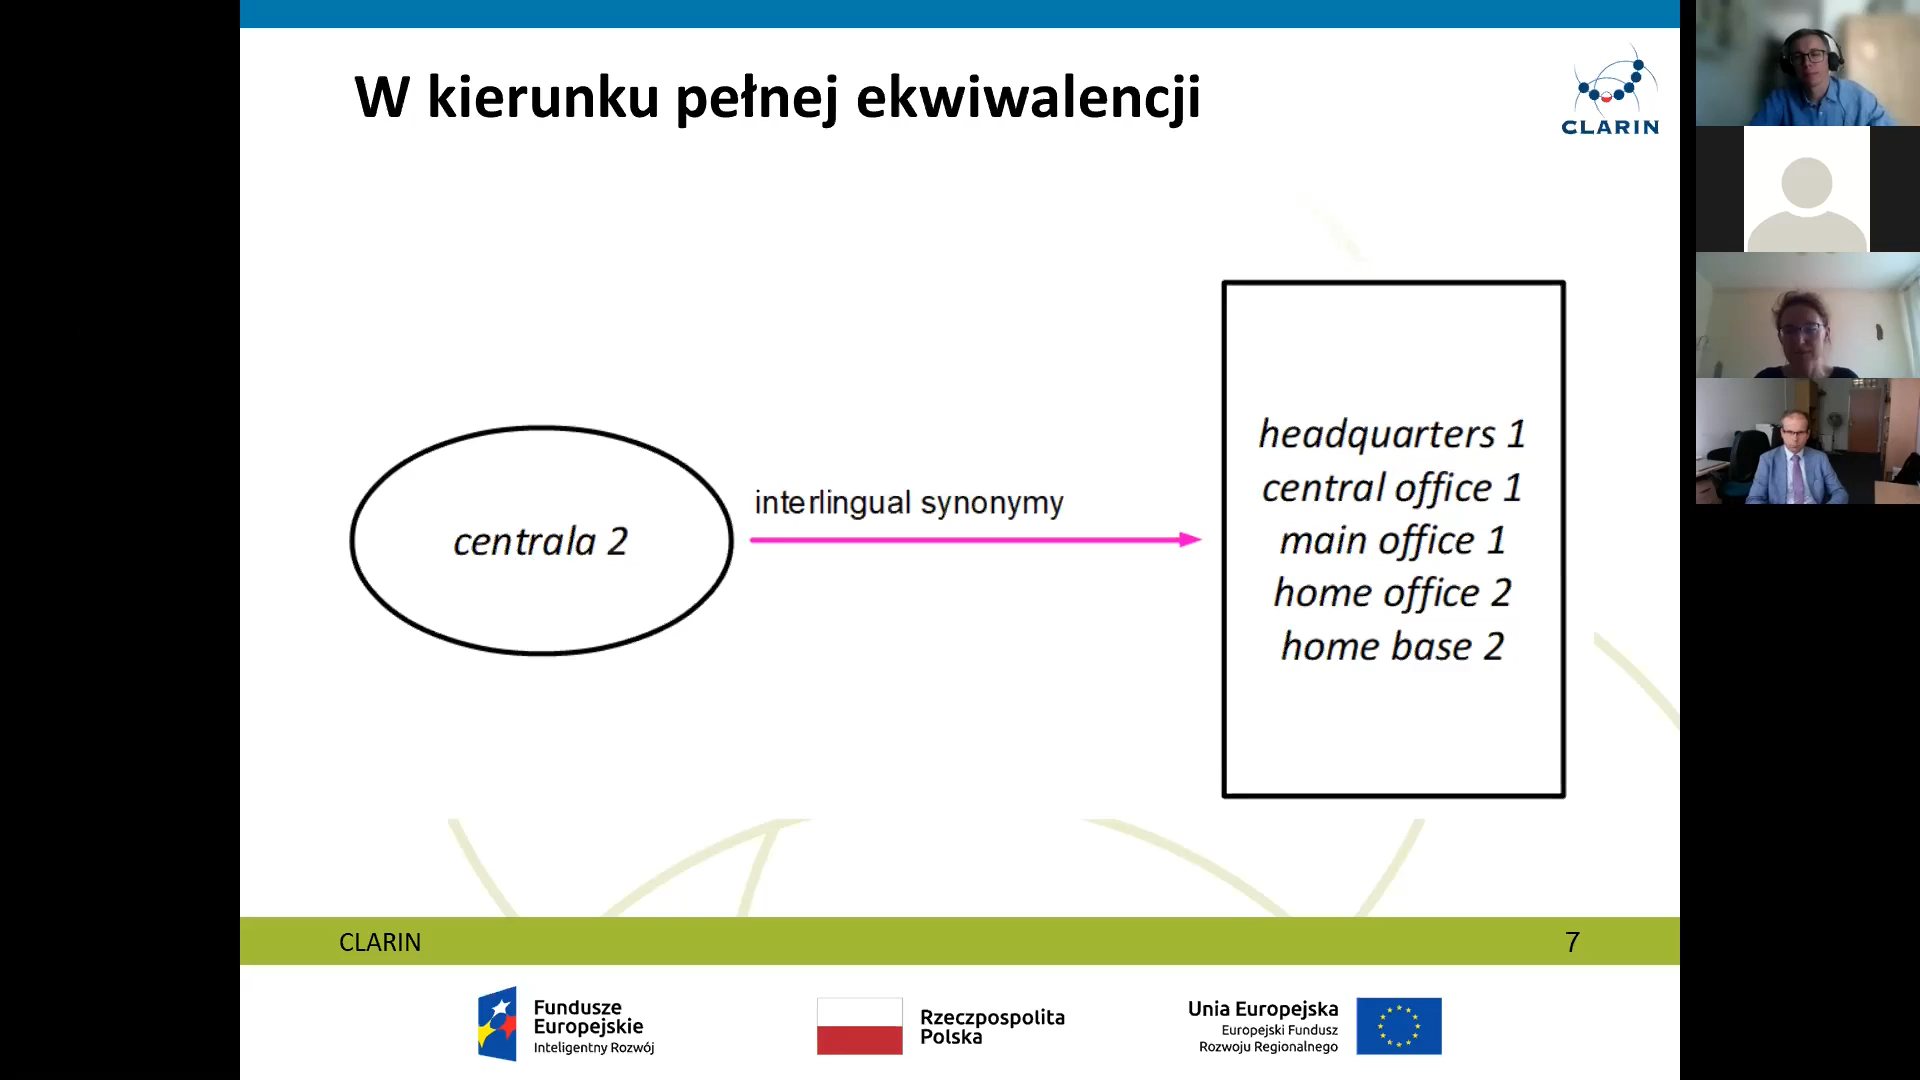 W kierunku pełnej ekwiwalencji
CLARIN
centrala 2
interlingual synonymy
headquarters 1
central office 1
main office 1
home office 2
home base 2
CLARIN
7
Fundusze
Europejskie
Inteligentny Rozwój
Rzeczpospolita
Polska
Unia Europejska
Europejski Fundusz
Rozwoju Regionalnego